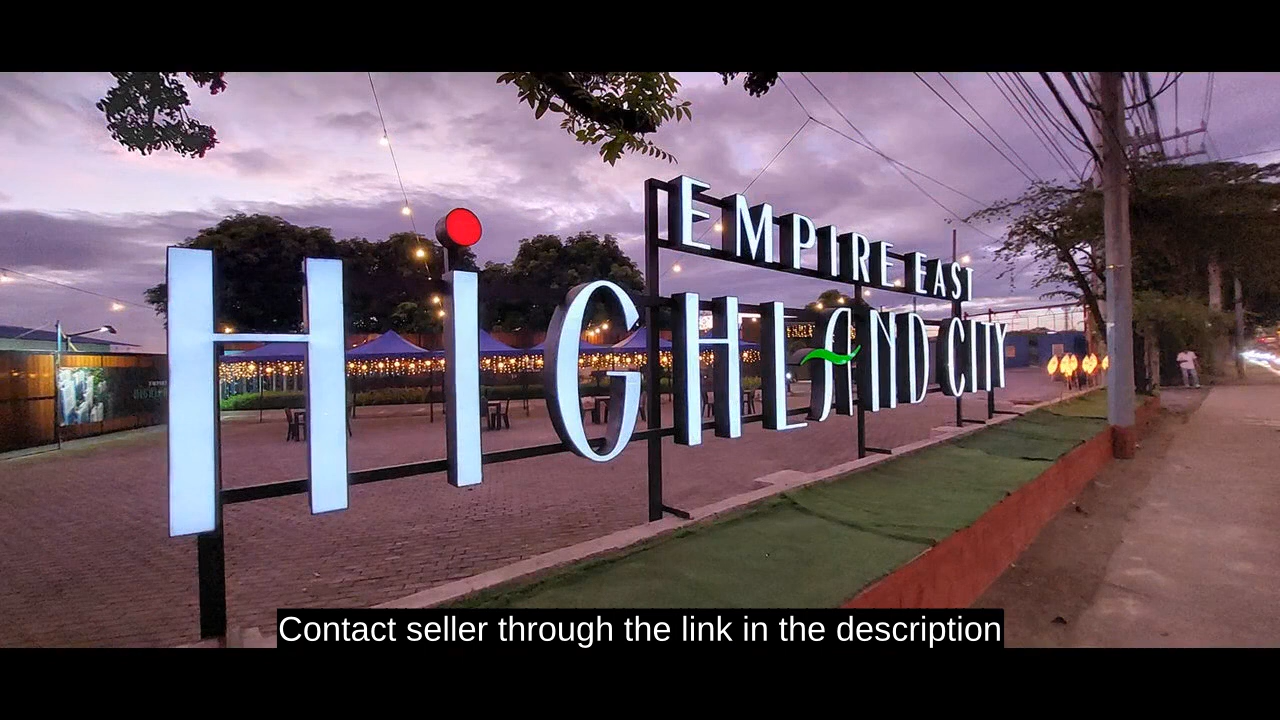 HiGHLAND CITY
EMPIRE EAST
Contact seller through the link in the description